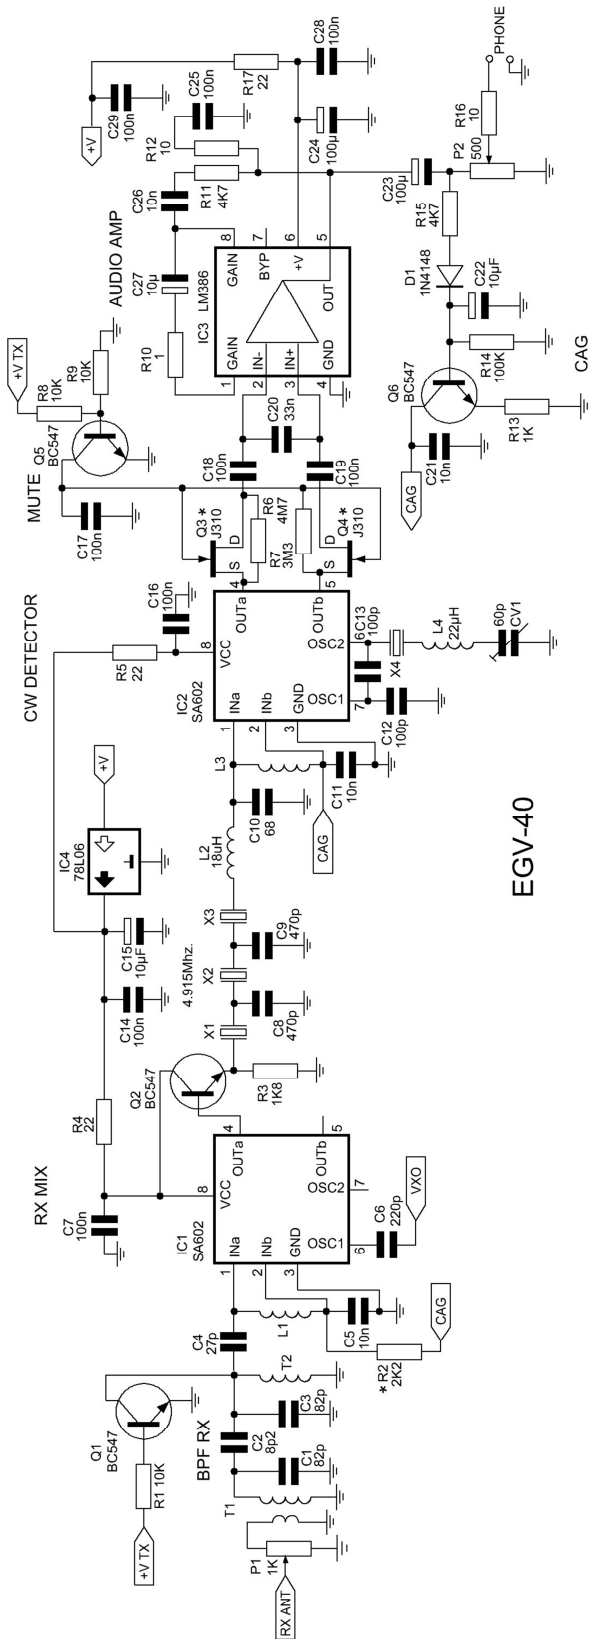 RX ANT
P1
1K
T1
C1
82p
C2
8p2
C3
82p
BPF RX
+V TX
R1 10K
Q1
BC547
T2
C4
27p
L1
C5
10n
*R2
2K2
CAG
RX MIX
IC1
SA602
1
INa
2
INb
3
GND
OSC1
6
OSC2
7
OUTb
5
OUTa
4
VCC
8
C6
220p
VXO
C7
100n
R4
22
Q2
BC547
R3
1K8
C14
100n
C15
10µF
IC4
78L06
+V
4.915Mhz.
X1
X2
X3
C8
470p
C9
470p
L2
18uH
C10
68
L3
C11
10n
CAG
EGV-40
CW DETECTOR
R5
22
C16
100n
IC2
SA602
1
INa
2
INb
3
GND
OSC1
7
OSC2
6
OUTb
5
OUTa
4
VCC
8
C12
100p
C13
100p
X4
L4
22µH
60p
CV1
MUTE
C17
100n
Q5
BC547
R8
10K
+V TX
R9
10K
Q3*
J310
S
D
R6
4M7
R7
3M3
Q4*
J310
S
D
C18
100n
C19
100n
C20
33n
AUDIO AMP
IC3
LM386
1
GAIN
2
IN-
3
IN+
4
GND
8
GAIN
7
BYP
6
+V
5
OUT
R10
1
C27
10µ
C26
10n
R11
4K7
R12
10
C25
100n
C29
100n
+V
R17
22
C28
100n
C24
100µ
C23
100µ
CAG
C21
10n
Q6
BC547
R13
1K
R14
100K
C22
10µF
D1
1N4148
R15
4K7
P2
500
R16
10
PHONE
CAG